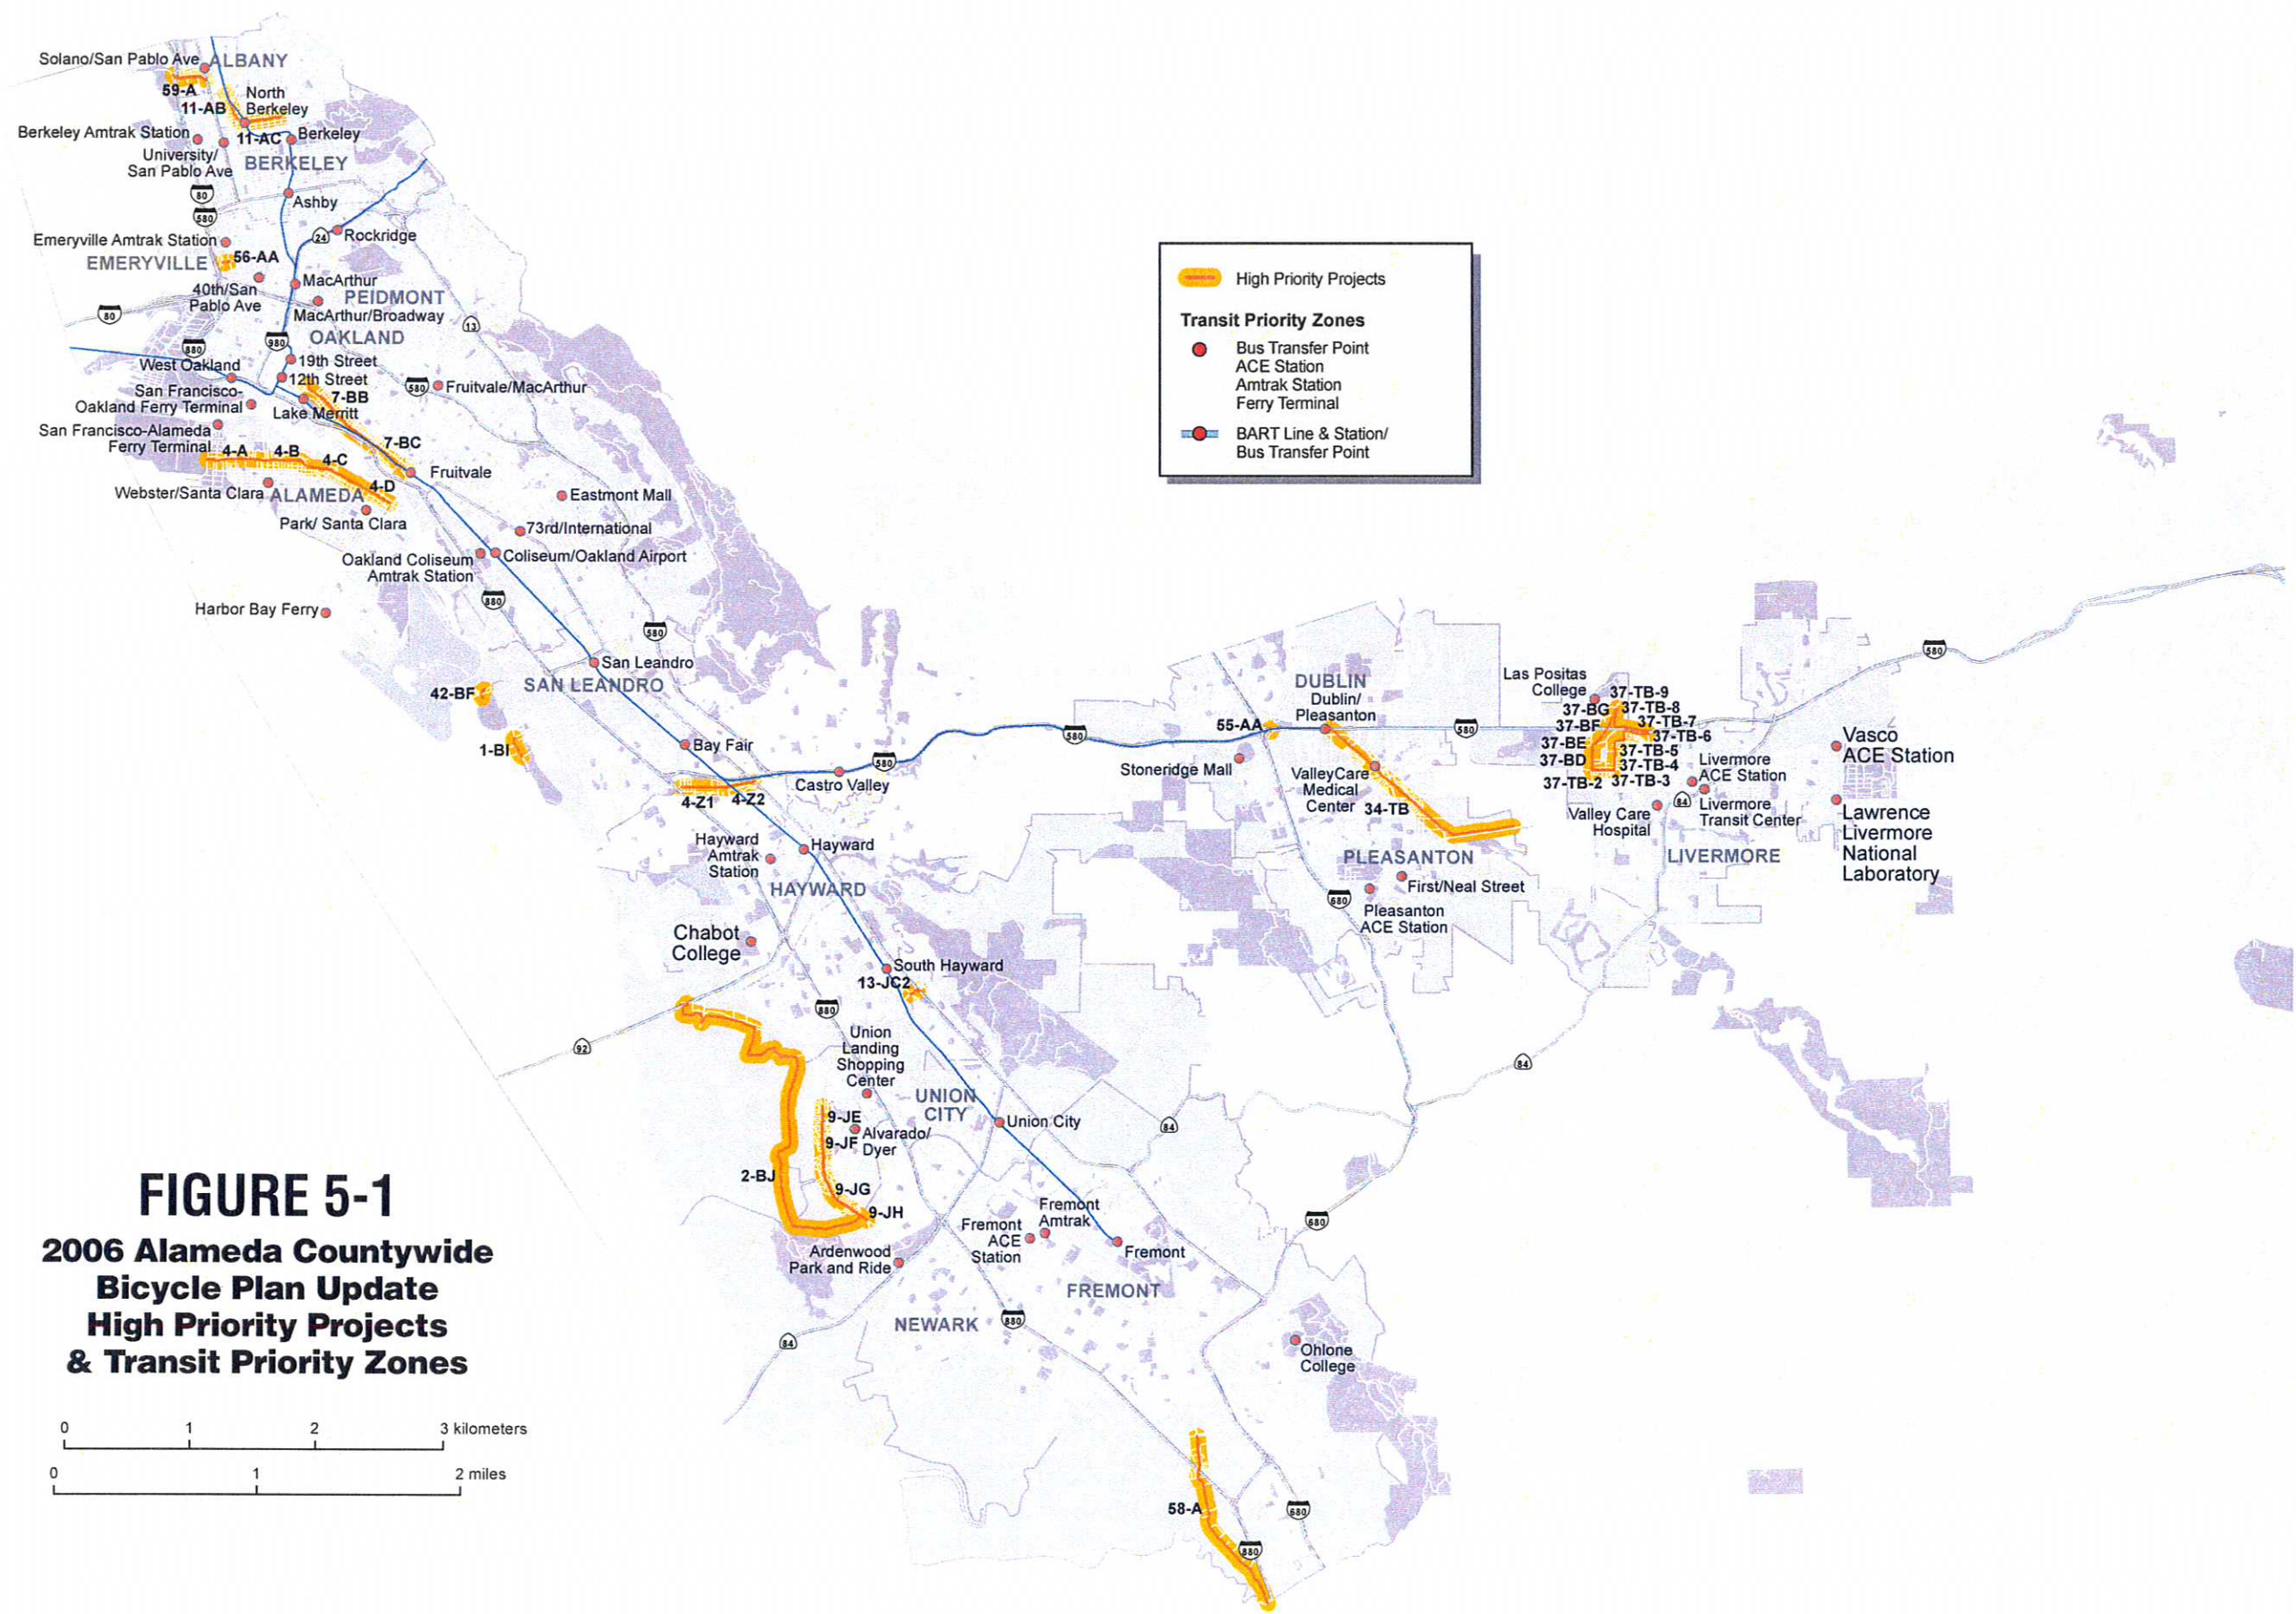 Solano/San Pablo Ave
ALBANY
59-A
11-AB
North
Berkeley
Berkeley Amtrak Station
11-AC
Berkeley
University/
San Pablo Ave
BERKELEY
80
580
Ashby
Emeryville Amtrak Station
24
Rockridge
EMERYVILLE
56-AA
40th/San
Pablo Ave
MacArthur
PEIDMONT
MacArthur/Broadway
80
13
880
980
OAKLAND
West Oakland
19th Street
12th Street
580
Fruitvale/MacArthur
San Francisco-
Oakland Ferry Terminal
7-BB
Lake Merritt
San Francisco-Alameda
Ferry Terminal
4-A
4-B
4-C
7-BC
Fruitvale
Webster/Santa Clara
ALAMEDA
4-D
Park/ Santa Clara
Eastmont Mall
73rd/International
Oakland Coliseum
Amtrak Station
Coliseum/Oakland Airport
880
Harbor Bay Ferry
580
San Leandro
SAN LEANDRO
42-BF
1-BI
Bay Fair
580
580
Castro Valley
4-Z1
4-Z2
Hayward
Amtrak
Station
Hayward
HAYWARD
Chabot
College
South Hayward
13-JC2
880
92
Union
Landing
Shopping
Center
UNION
CITY
Union City
84
9-JE
9-JF
Alvarado/
Dyer
2-BJ
9-JG
9-JH
Ardenwood
Park and Ride
Fremont
ACE
Station
Fremont
Amtrak
Fremont
FREMONT
NEWARK
880
84
680
Ohlone
College
58-A
680
880
High Priority Projects
Transit Priority Zones
Bus Transfer Point
ACE Station
Amtrak Station
Ferry Terminal
BART Line & Station/
Bus Transfer Point
DUBLIN
Dublin/
Pleasanton
55-AA
580
Stoneridge Mall
ValleyCare
Medical
Center
34-TB
PLEASANTON
First/Neal Street
680
Pleasanton
ACE Station
84
Las Positas
College
37-TB-9
37-BG
37-TB-8
37-BF
37-TB-7
37-TB-6
37-BE
37-TB-5
37-BD
37-TB-4
37-TB-2
37-TB-3
Livermore
ACE Station
84
Livermore
Transit Center
Valley Care
Hospital
LIVERMORE
580
Vasco
ACE Station
Lawrence
Livermore
National
Laboratory
FIGURE 5-1
2006 Alameda Countywide
Bicycle Plan Update
High Priority Projects
& Transit Priority Zones
0 1 2 3 kilometers
0 1 2 miles